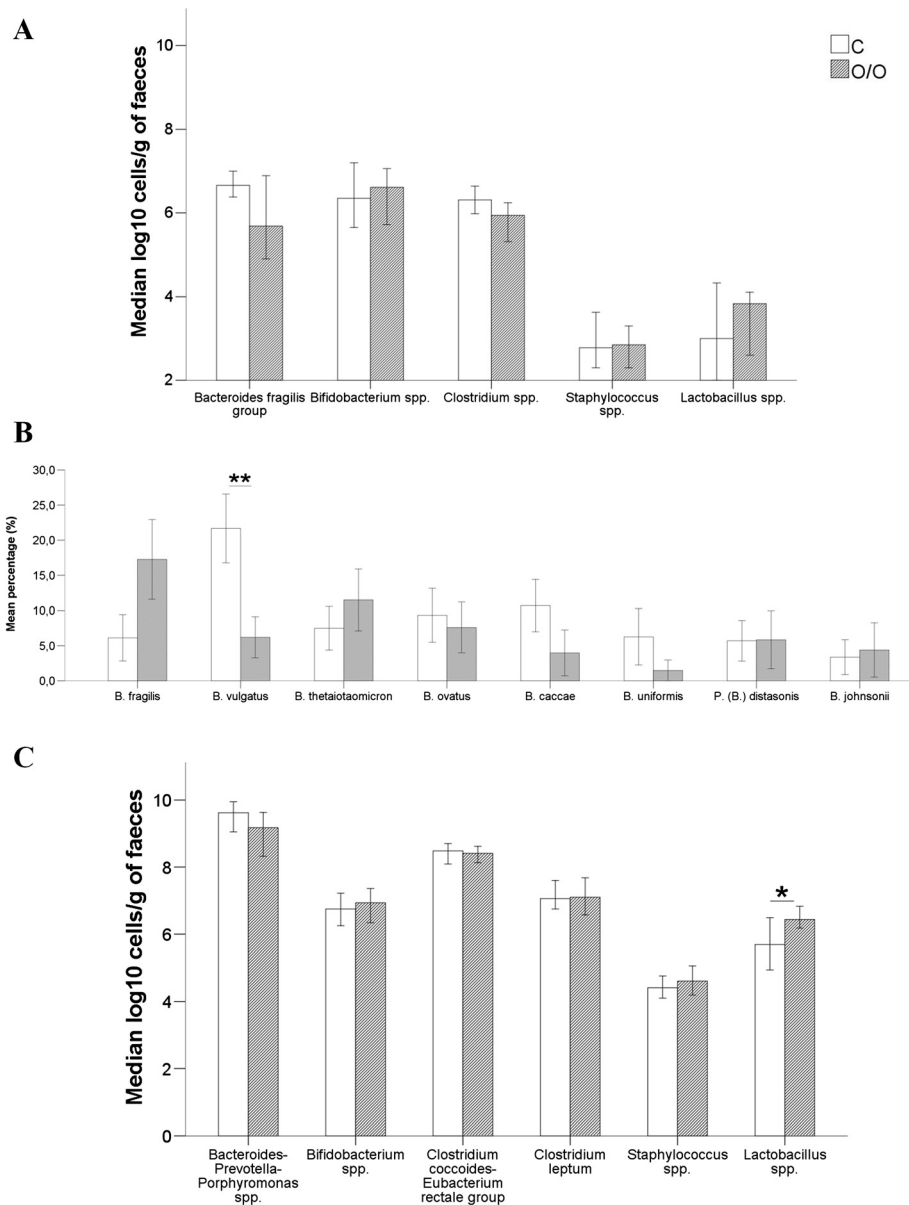 A
Median log10 cells/g of faeces
10
8
6
4
2
C
O/O
Bacteroides fragilis
group
Bifidobacterium spp.
Clostridium spp.
Staphylococcus
spp.
Lactobacillus spp.
B
Mean percentage (%)
30,0
25,0
20,0
15,0
10,0
5,0
0,0
**
B. fragilis
B. vulgatus
B. thetaiotaomicron
B. ovatus
B. caccae
B. uniformis
P. (B.) distasonis
B. johnsonii
C
Median log10 cells/g of faeces
10
8
6
4
2
0
*
Bacteroides-
Prevotella-
Porphyromonas
spp.
Bifidobacterium
spp.
Clostridium
coccoides-
Eubacterium
rectale group
Clostridium
leptum
Staphylococcus
spp.
Lactobacillus
spp.